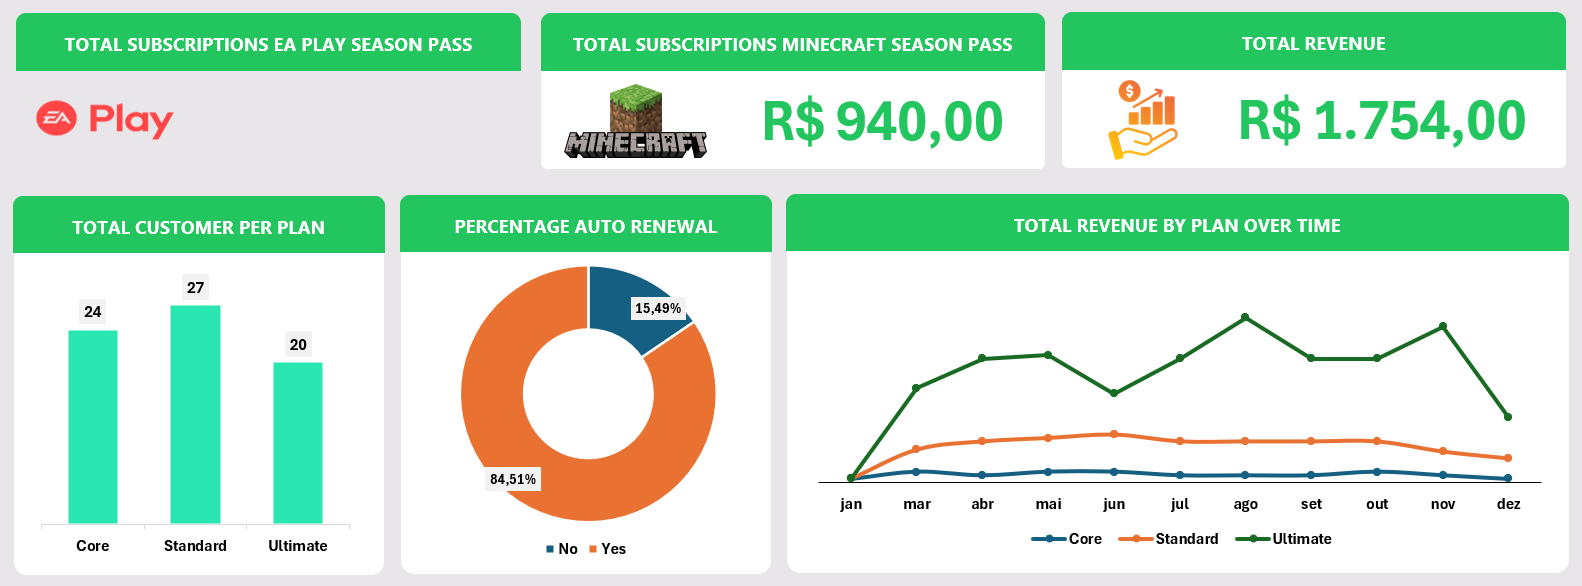 TOTAL SUBSCRIPTIONS EA PLAY SEASON PASS
EA Play
TOTAL SUBSCRIPTIONS MINECRAFT SEASON PASS
MINECRAFT
R$ 940,00
TOTAL REVENUE
$
R$ 1.754,00
TOTAL CUSTOMER PER PLAN
24
27
20
Core Standard Ultimate
PERCENTAGE AUTO RENEWAL
15,49%
84,51%
No Yes
TOTAL REVENUE BY PLAN OVER TIME
jan mar abr mai jun jul ago set out nov dez
Core Standard Ultimate